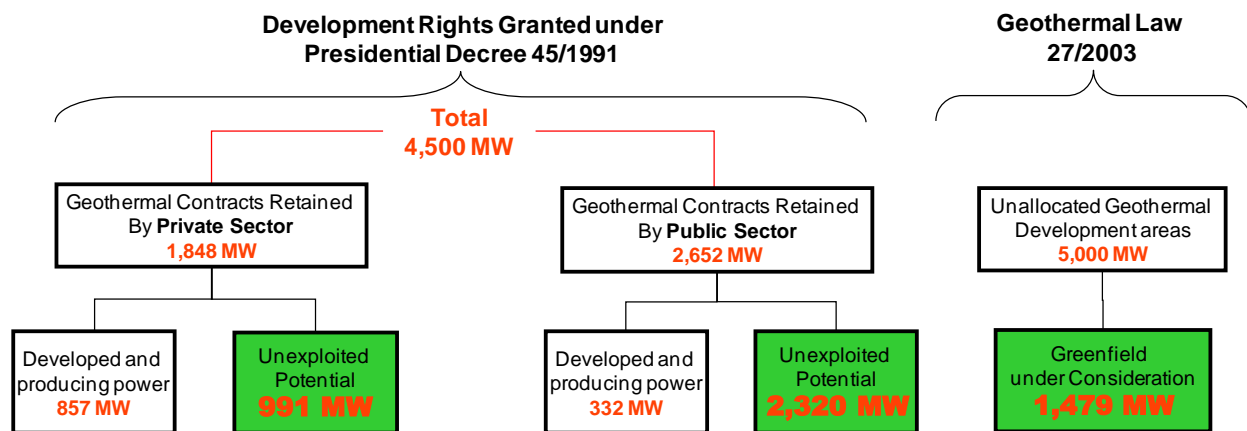 Development Rights Granted under
Presidential Decree 45/1991
Geothermal Law
27/2003
Total
4,500 MW
Geothermal Contracts Retained
By Private Sector
1,848 MW
Geothermal Contracts Retained
By Public Sector
2,652 MW
Unallocated Geothermal
Development areas
5,000 MW
Developed and
producing power
857 MW
Unexploited
Potential
991 MW
Developed and
producing power
332 MW
Unexploited
Potential
2,320 MW
Greenfield
under Consideration
1,479 MW